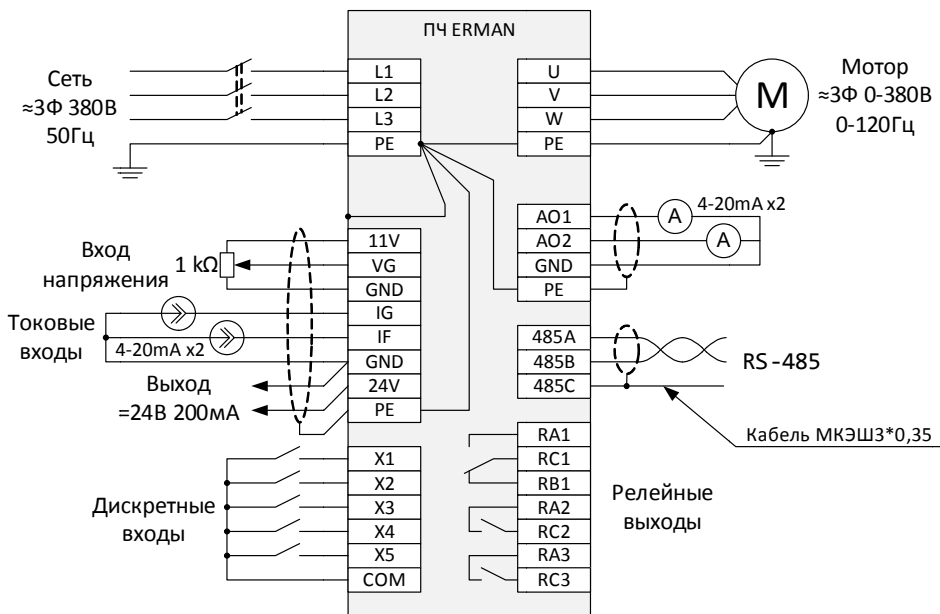 ПЧ ERMAN
Сеть
≈3Ф 380В
50Гц
L1
L2
L3
PE
U
V
W
PE
M
Мотор
≈3Ф 0-380В
0-120Гц
Вход
напряжения
1 kΩ
Токовые
входы
4-20mA x2
Выход
=24В 200мА
11V
VG
GND
IG
IF
GND
24V
PE
AO1
AO2
GND
PE
A
A
4-20mA x2
485A
485B
485C
RS-485
Кабель МКЭШ3*0,35
Дискретные
входы
X1
X2
X3
X4
X5
COM
RA1
RC1
RB1
RA2
RC2
RA3
RC3
Релейные
выходы